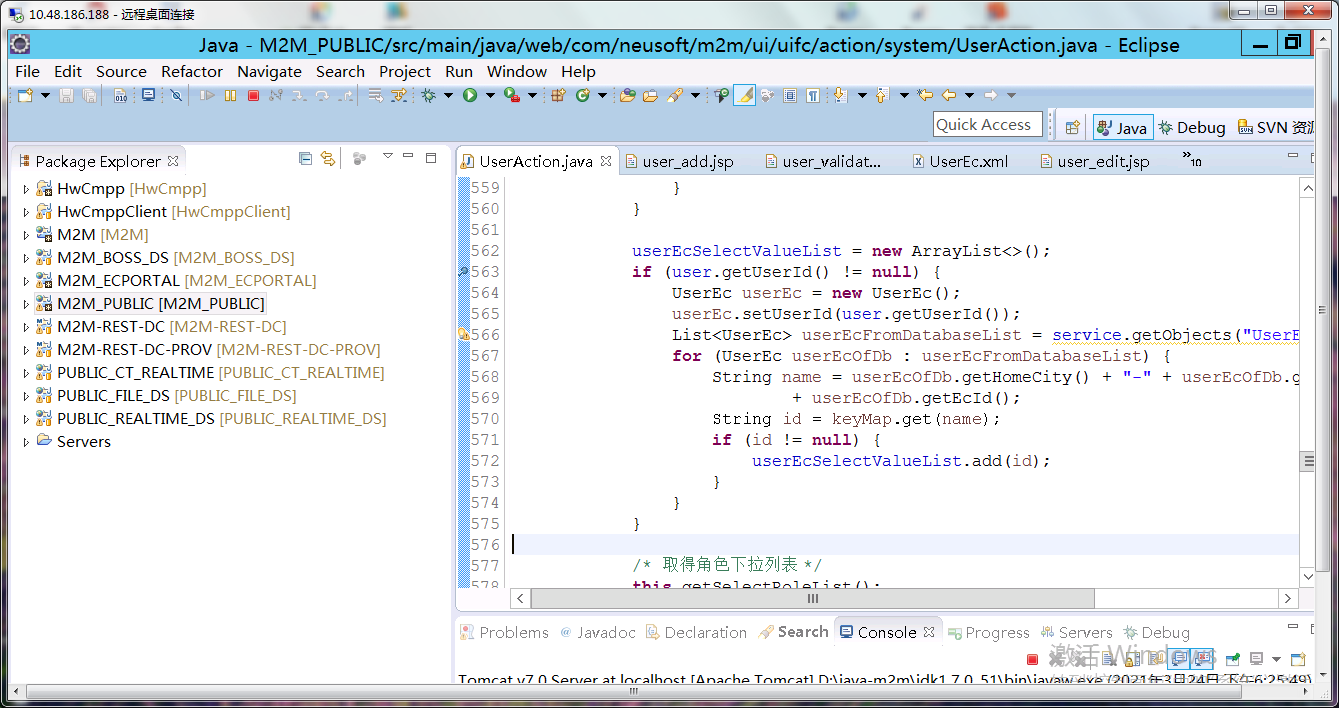 10.48.186.188 - 远程桌面连接
Java - M2M_PUBLIC/src/main/java/web/com/neusoft/m2m/ui/uifc/action/system/UserAction.java - Eclipse
File Edit Source Refactor Navigate Search Project Run Window Help
Quick Access
Java
Debug
SVN 资源
Package Explorer
HwCmpp [HwCmpp]
HwCmppClient [HwCmppClient]
M2M [M2M]
M2M_BOSS_DS [M2M_BOSS_DS]
M2M_ECPORTAL [M2M_ECPORTAL]
M2M_PUBLIC [M2M_PUBLIC]
M2M-REST-DC [M2M-REST-DC]
M2M-REST-DC-PROV [M2M-REST-DC-PROV]
PUBLIC_CT_REALTIME [PUBLIC_CT_REALTIME]
PUBLIC_FILE_DS [PUBLIC_FILE_DS]
PUBLIC_REALTIME_DS [PUBLIC_REALTIME_DS]
Servers
UserAction.java user_add.jsp user_validat... UserEc.xml user_edit.jsp »10
559 }
560 }
561
562 userEcSelectValueList = new ArrayList<>();
563 if (user.getUserId() != null) {
564 UserEc userEc = new UserEc();
565 userEc.setUserId(user.getUserId());
566 List<UserEc> userEcFromDatabaseList = service.getObjects("UserE
567 for (UserEc userEcOfDb : userEcFromDatabaseList) {
568 String name = userEcOfDb.getHomeCity() + "-" + userEcOfDb.g
569 + userEcOfDb.getEcId();
570 String id = keyMap.get(name);
571 if (id != null) {
572 userEcSelectValueList.add(id);
573 }
574 }
575 }
576
577 /* 取得角色下拉列表 */
578 this.getSelectRoleList();
Problems Javadoc Declaration Search Console Progress Servers Debug
激活 Windows
Tomcat v7.0 Server at localhost [Apache Tomcat] D:\java-m2m\jdk1.7.0_51\bin\javaw.exe (2021年3月24日 下午6:25:49)